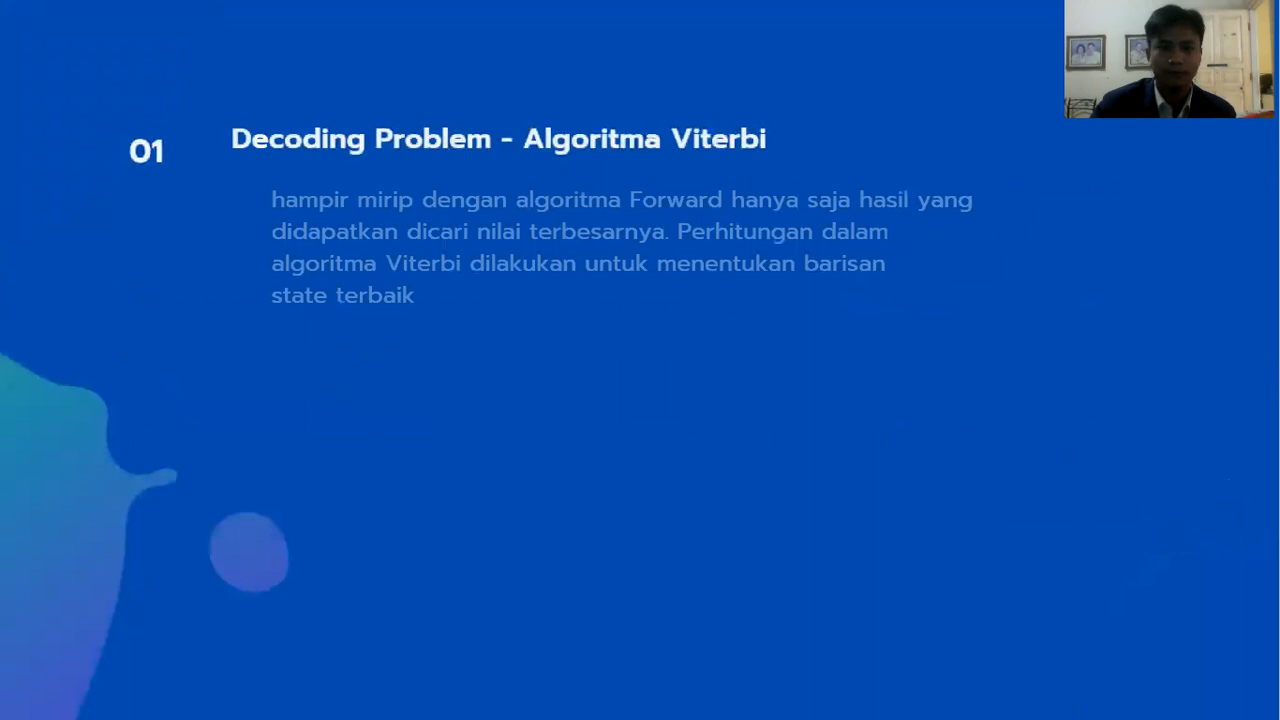 01
Decoding Problem - Algoritma Viterbi
hampir mirip dengan algoritma Forward hanya saja hasil yang
didapatkan dicari nilai terbesarnya. Perhitungan dalam
algoritma Viterbi dilakukan untuk menentukan barisan
state terbaik